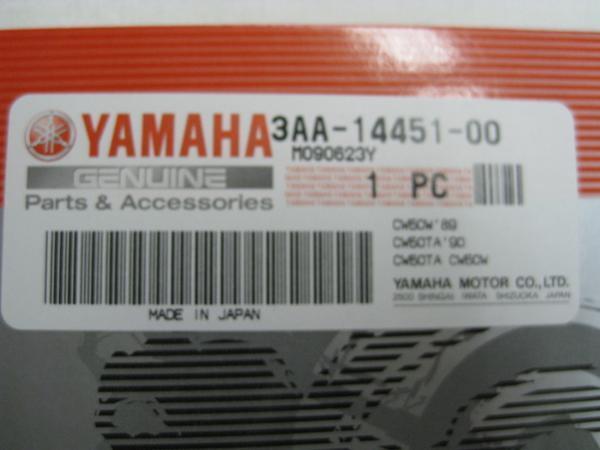 YAMAHA 3AA-14451-00
M090623Y
GENUINE
1 PC
Parts & Accessories
CW50W'89
CW50TA'90
CW50TA CW50W
YAMAHA MOTOR CO.,LTD.
2500 SHINGAI IWATA SHIZUOKA JAPAN
MADE IN JAPAN